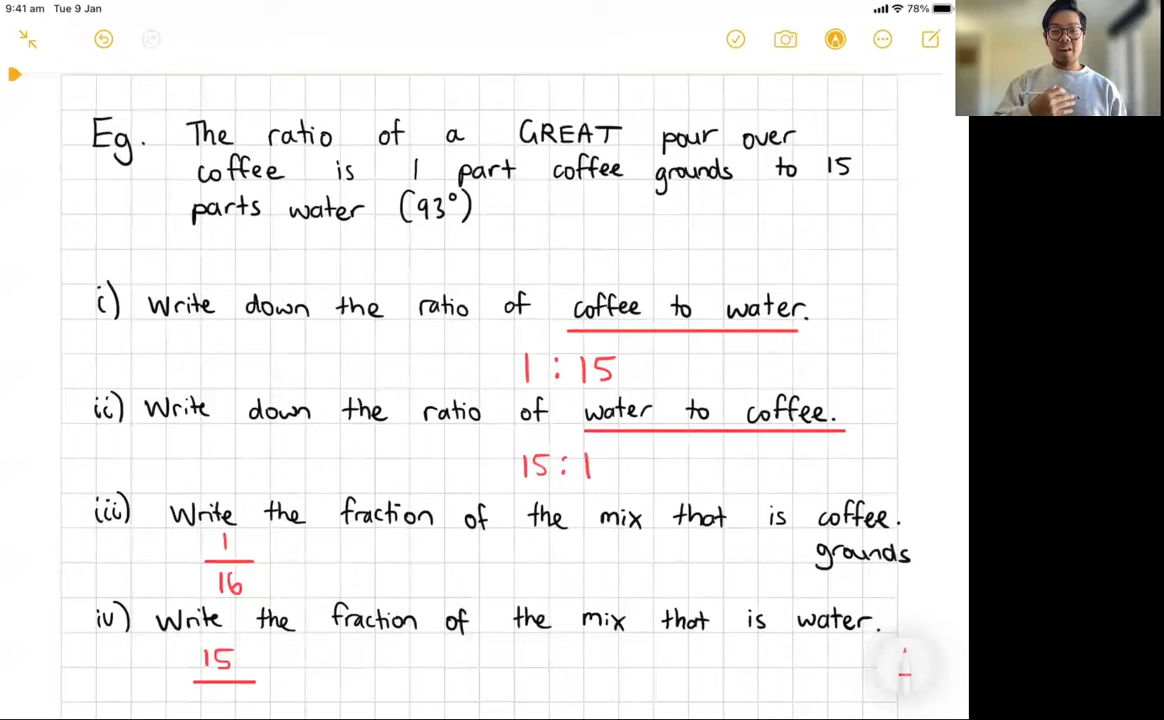 9:41 am Tue 9 Jan
78%
Eg. The ratio of a GREAT pour over
coffee is 1 part coffee grounds to 15
parts water (93°)
i) Write down the ratio of coffee to water.
1 : 15
ii) Write down the ratio of water to coffee.
15 : 1
iii) Write the fraction of the mix that is coffee.
grounds
1
16
iv) Write the fraction of the mix that is water.
15